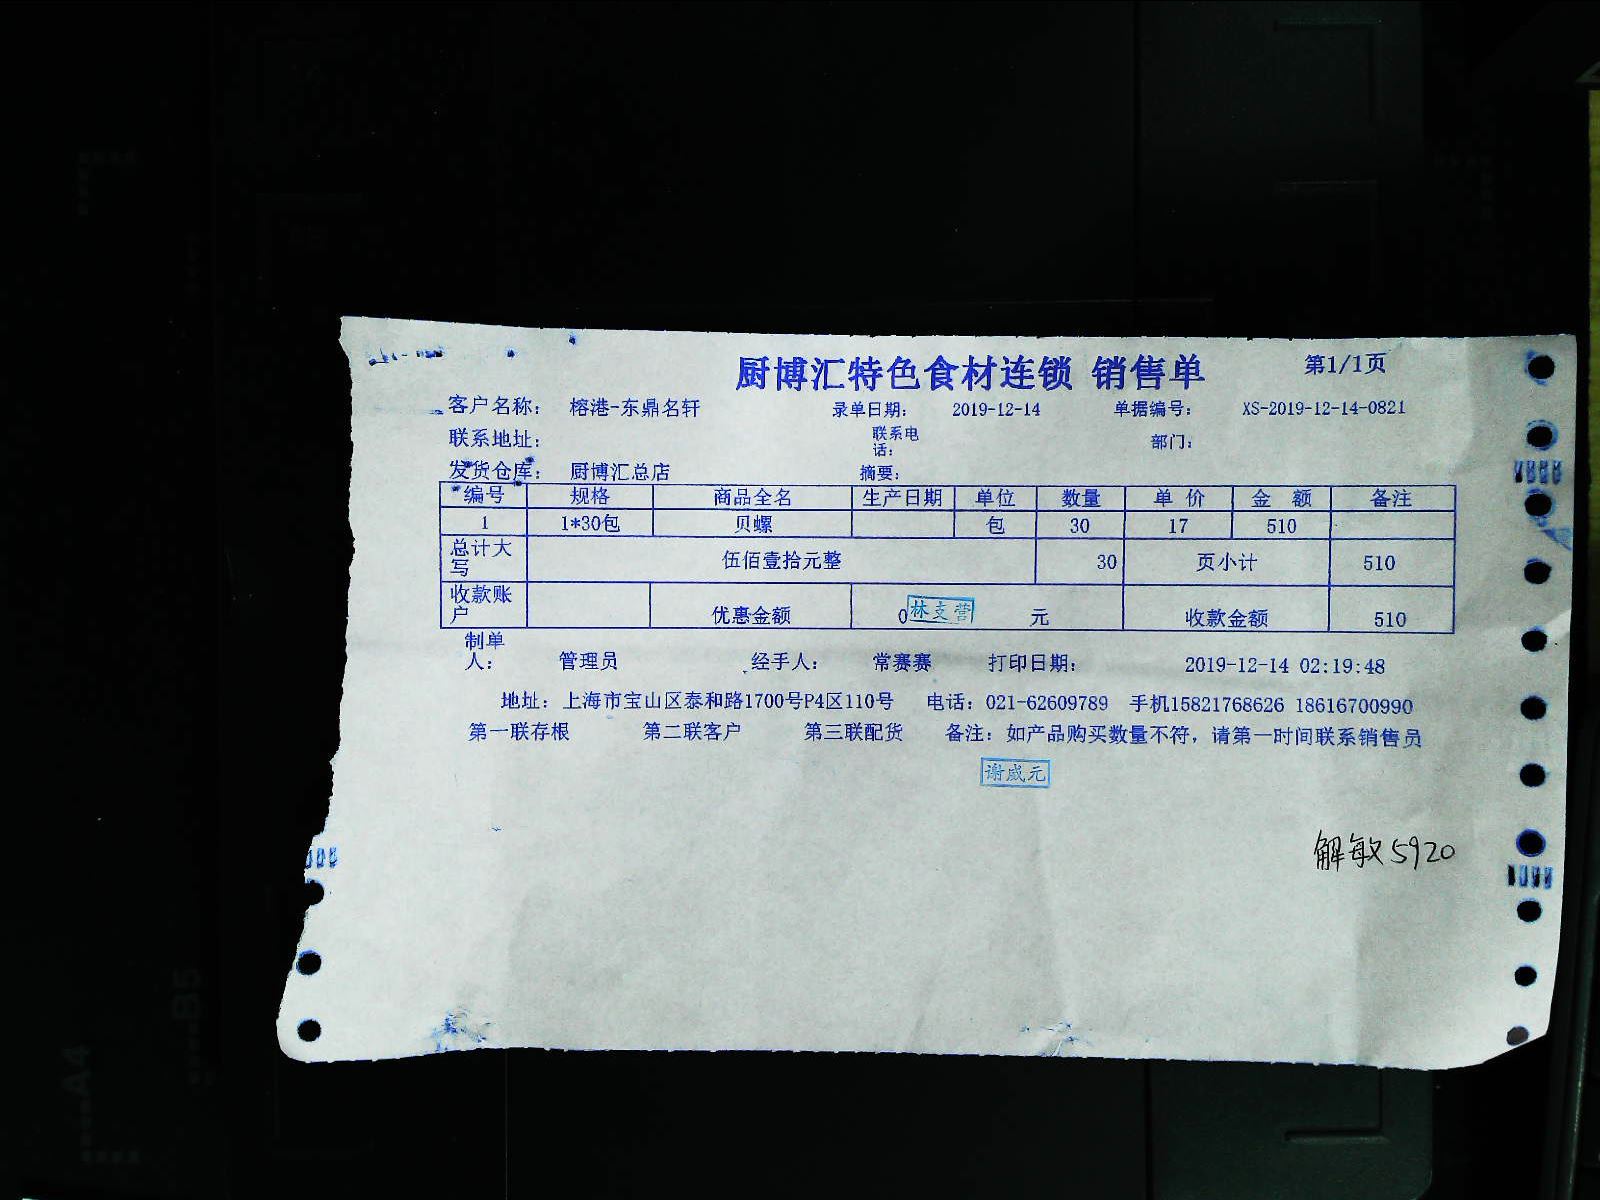 厨博汇特色食材连锁 销售单 第1/1页
客户名称： 榕港-东鼎名轩 录单日期： 2019-12-14 单据编号： XS-2019-12-14-0821
联系地址： 联系电话： 部门：
发货仓库： 厨博汇总店 摘要：
编号 规格 商品全名 生产日期 单位 数量 单价 金额 备注
1 1*30包 贝螺 包 30 17 510
总计大写 伍佰壹拾元整 30 页小计 510
收款账户 优惠金额 0 元 收款金额 510
林支营
制单人： 管理员 经手人： 常赛赛 打印日期： 2019-12-14 02:19:48
地址：上海市宝山区泰和路1700号P4区110号 电话：021-62609789 手机15821768626 18616700990
第一联存根 第二联客户 第三联配货 备注：如产品购买数量不符，请第一时间联系销售员
谢威元
解敏5920
A4
B5